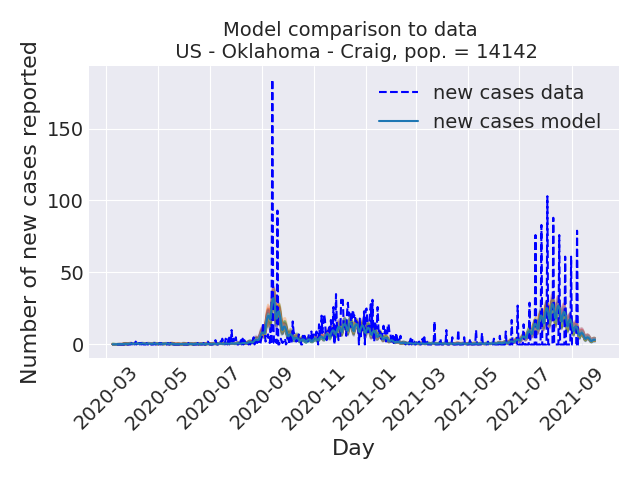 Model comparison to data
US - Oklahoma - Craig, pop. = 14142
Number of new cases reported
150
100
50
0
new cases data
new cases model
2020-03
2020-05
2020-07
2020-09
2020-11
2021-01
2021-03
2021-05
2021-07
2021-09
Day